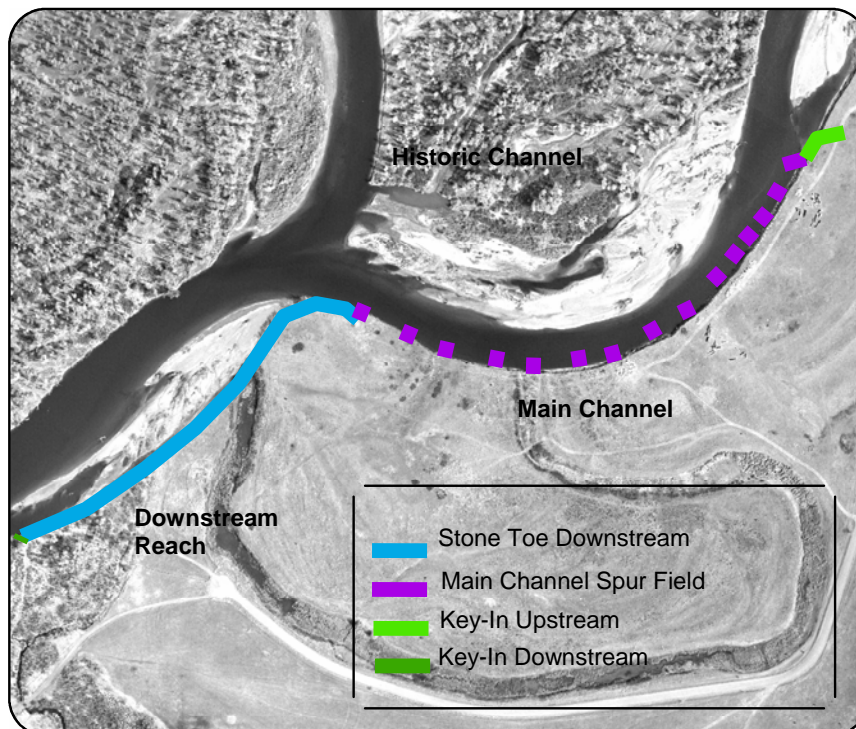 Historic Channel
Main Channel
Downstream
Reach
Stone Toe Downstream
Main Channel Spur Field
Key-In Upstream
Key-In Downstream